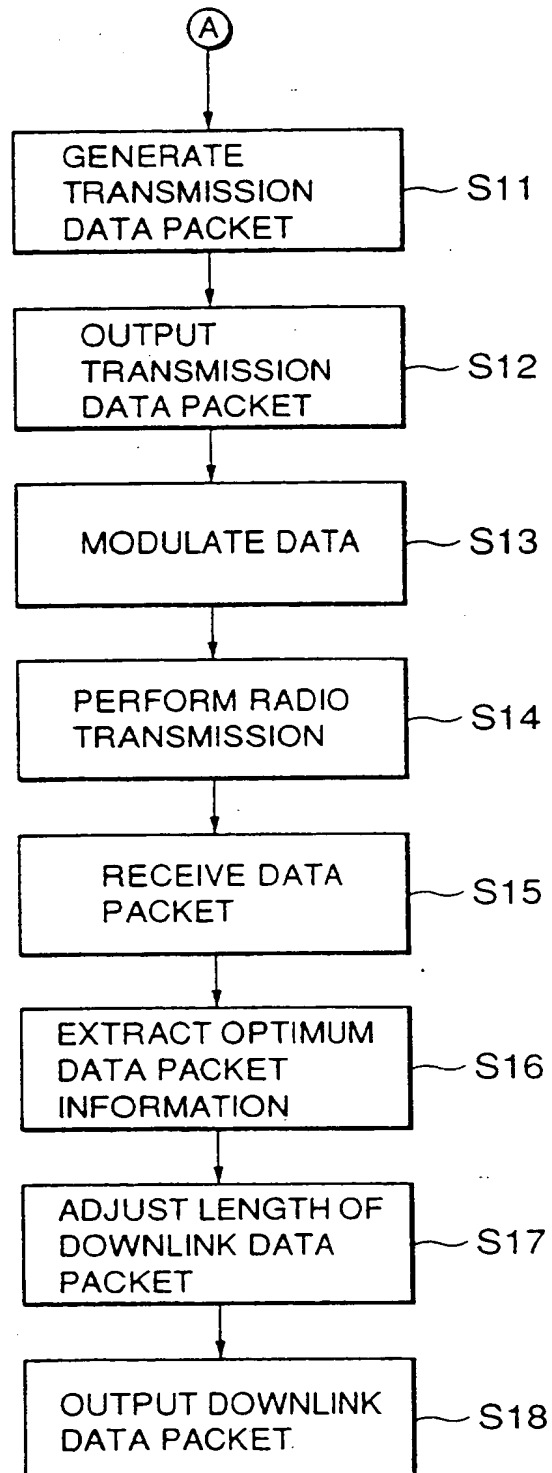 A
GENERATE
TRANSMISSION
DATA PACKET
S11
OUTPUT
TRANSMISSION
DATA PACKET
S12
MODULATE DATA
S13
PERFORM RADIO
TRANSMISSION
S14
RECEIVE DATA
PACKET
S15
EXTRACT OPTIMUM
DATA PACKET
INFORMATION
S16
ADJUST LENGTH OF
DOWNLINK DATA
PACKET
S17
OUTPUT DOWNLINK
DATA PACKET
S18